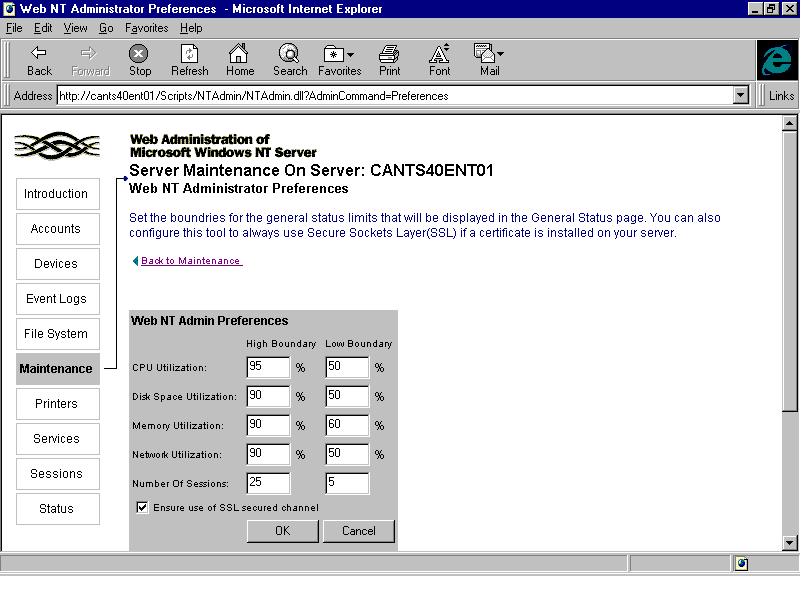 Web NT Administrator Preferences - Microsoft Internet Explorer
File Edit View Go Favorites Help
Back Forward Stop Refresh Home Search Favorites Print Font Mail
Address http://cants40ent01/Scripts/NTAdmin/NTAdmin.dll?AdminCommand=Preferences Links
Web Administration of
Microsoft Windows NT Server
Server Maintenance On Server: CANTS40ENT01
Web NT Administrator Preferences
Set the boundries for the general status limits that will be displayed in the General Status page. You can also
configure this tool to always use Secure Sockets Layer(SSL) if a certificate is installed on your server.
Back to Maintenance
Introduction
Accounts
Devices
Event Logs
File System
Maintenance
Printers
Services
Sessions
Status
Web NT Admin Preferences
High Boundary Low Boundary
CPU Utilization: 95 % 50 %
Disk Space Utilization: 90 % 50 %
Memory Utilization: 90 % 60 %
Network Utilization: 90 % 50 %
Number Of Sessions: 25 5
Ensure use of SSL secured channel
OK Cancel